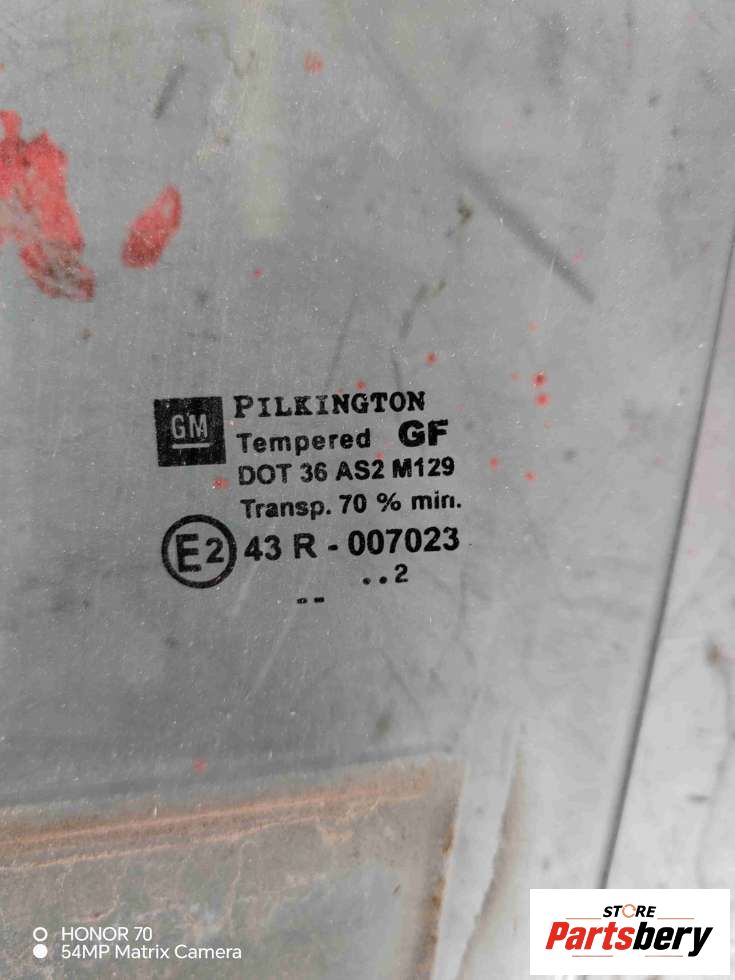 GM
PILKINGTON
Tempered GF
DOT 36 AS2 M129
Transp. 70 % min.
E2 43 R - 007023
..2
--
HONOR 70
54MP Matrix Camera
STORE
Partsbery